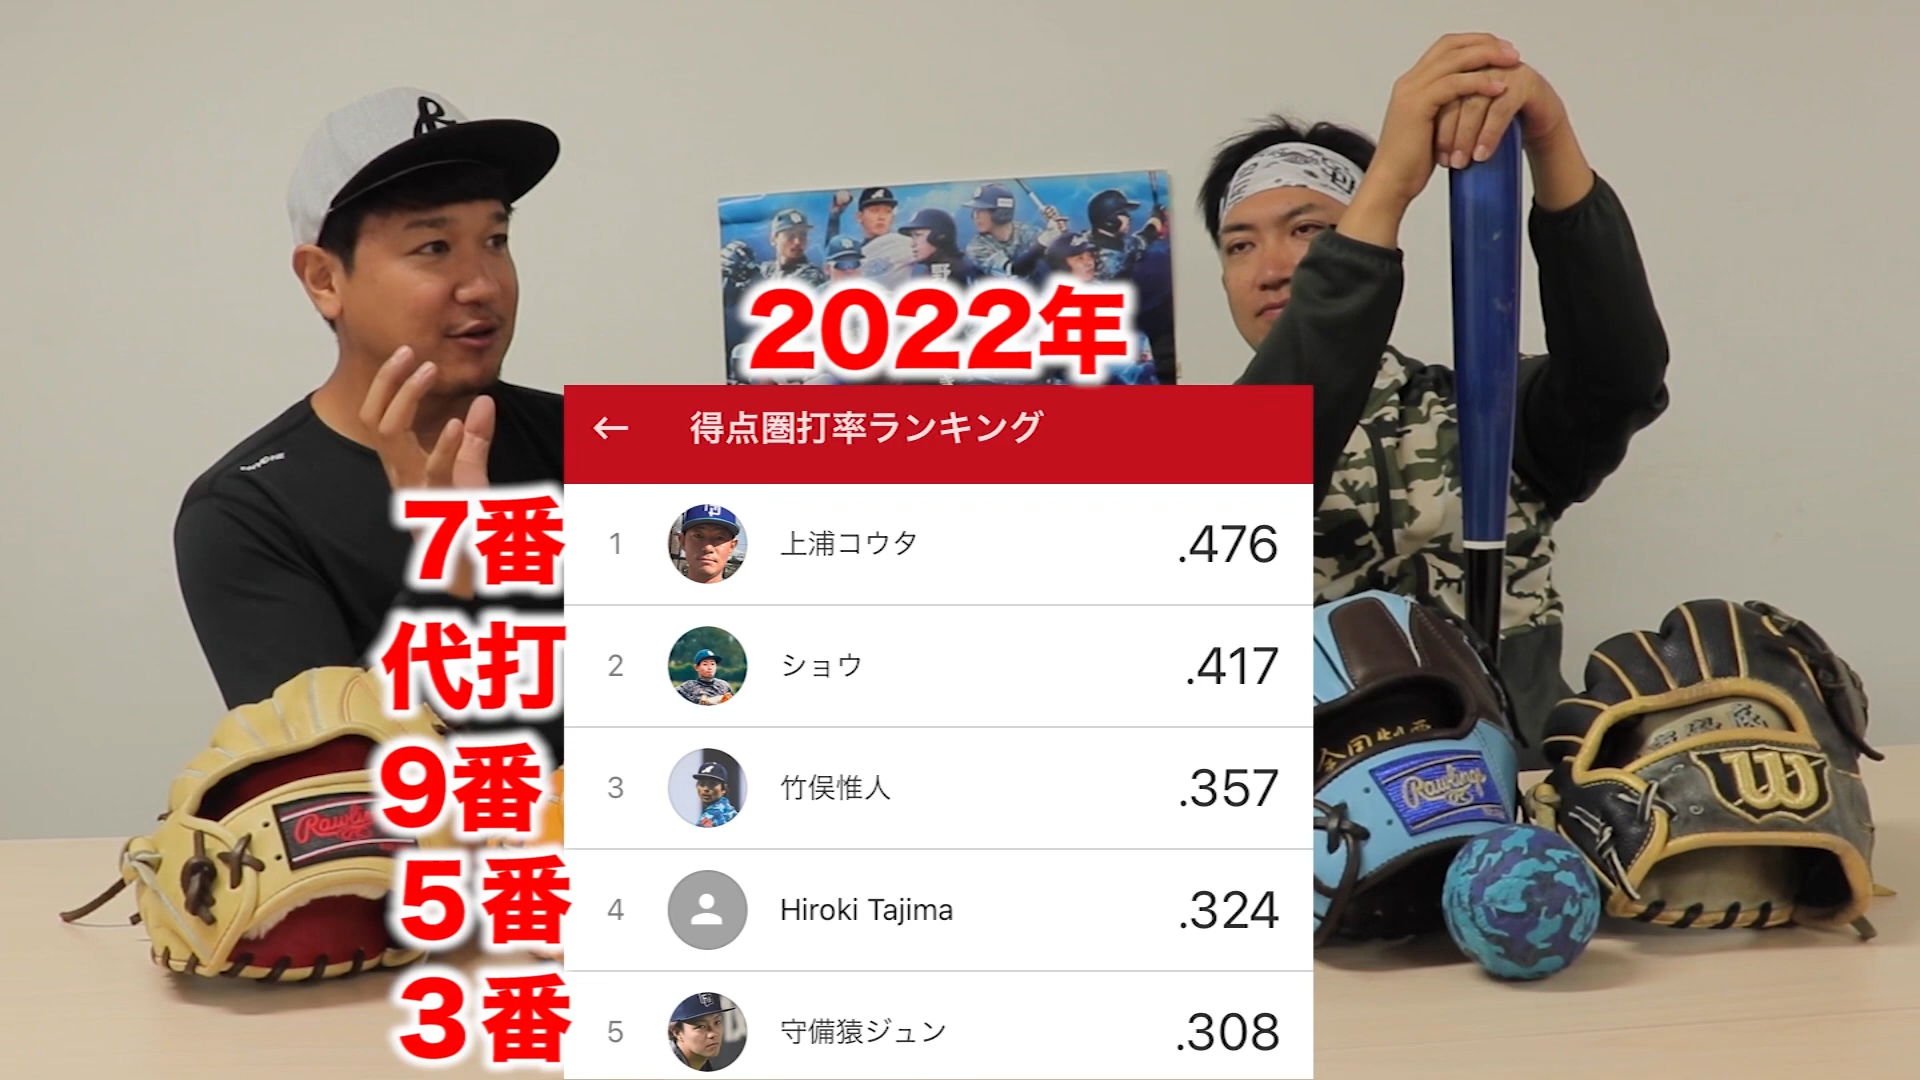 2022年
← 得点圏打率ランキング
7番 1 上浦コウタ .476
代打 2 ショウ .417
9番 3 竹俣惟人 .357
5番 4 Hiroki Tajima .324
3番 5 守備猿ジュン .308
Rawlings
W